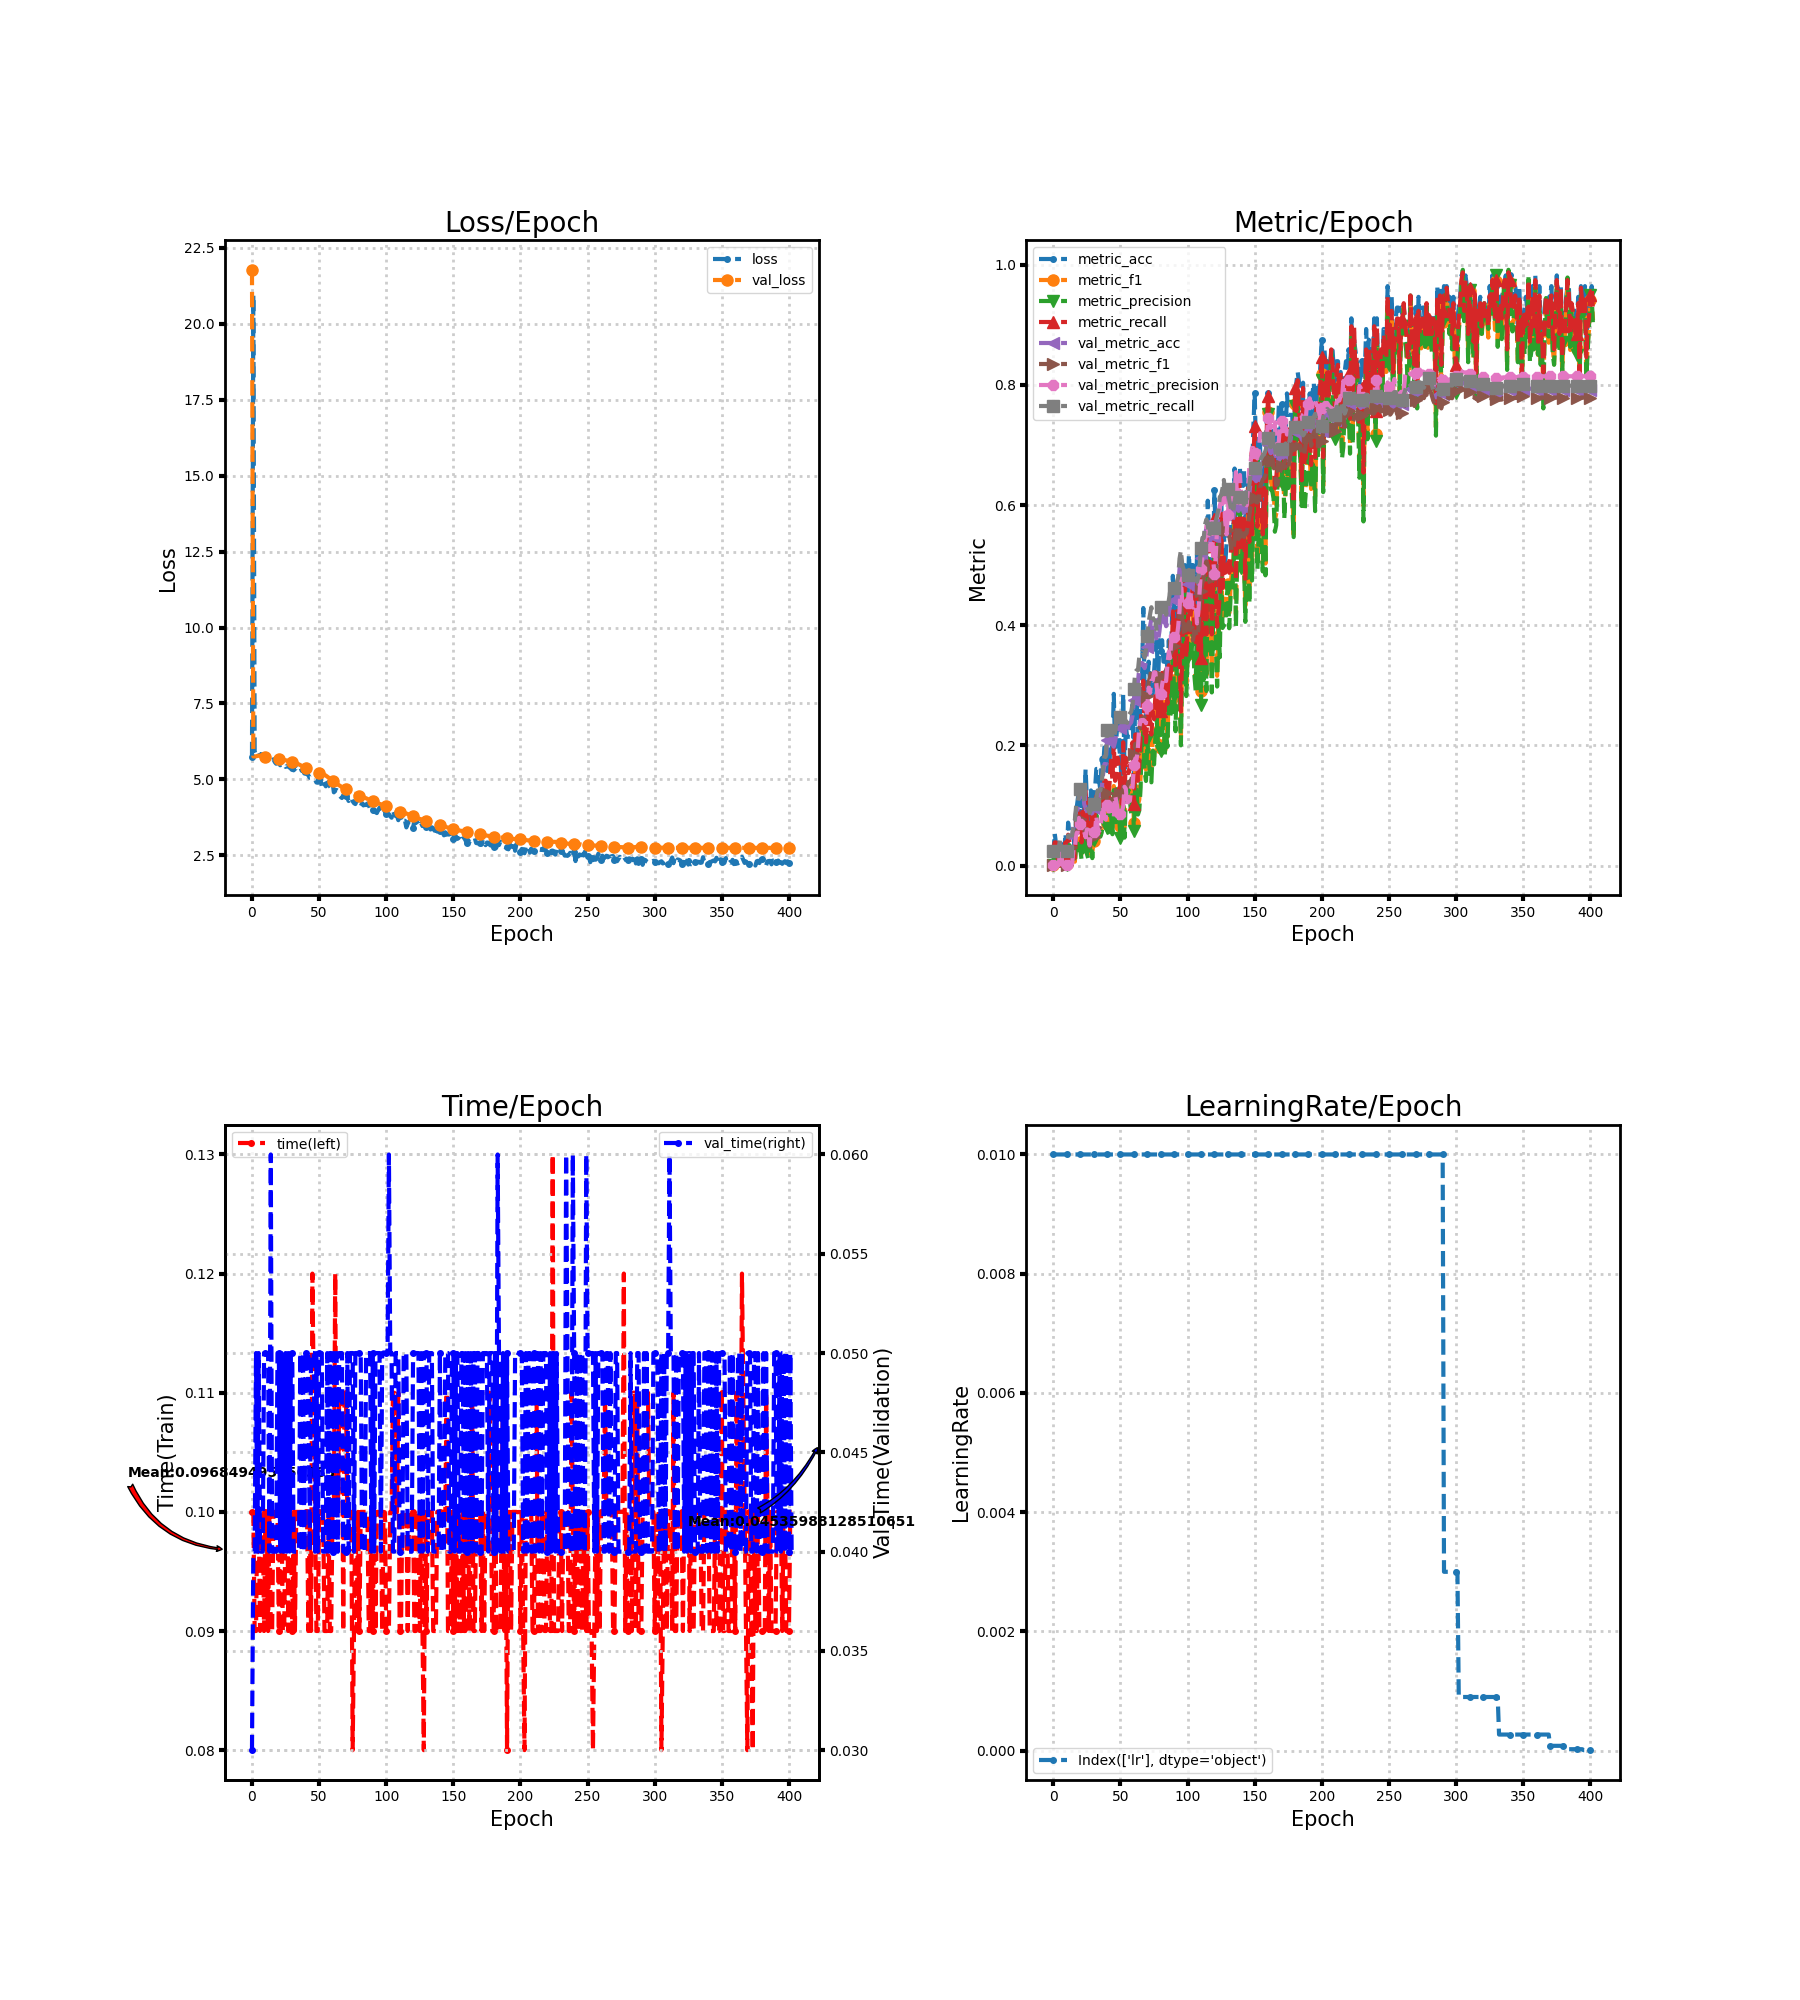 Loss/Epoch
22.5
20.0
17.5
15.0
12.5
10.0
7.5
5.0
2.5
Loss
loss
val_loss
0 50 100 150 200 250 300 350 400
Epoch
Metric/Epoch
1.0
0.8
0.6
0.4
0.2
0.0
Metric
metric_acc
metric_f1
metric_precision
metric_recall
val_metric_acc
val_metric_f1
val_metric_precision
val_metric_recall
0 50 100 150 200 250 300 350 400
Epoch
Time/Epoch
0.13
0.12
0.11
0.10
0.09
0.08
Time(Train)
time(left)
val_time(right)
0.060
0.055
0.050
0.045
0.040
0.035
0.030
Val_Time(Validation)
Mean:0.04535983128510651
0 50 100 150 200 250 300 350 400
Epoch
LearningRate/Epoch
0.010
0.008
0.006
0.004
0.002
0.000
LearningRate
Index(['lr'], dtype='object')
0 50 100 150 200 250 300 350 400
Epoch